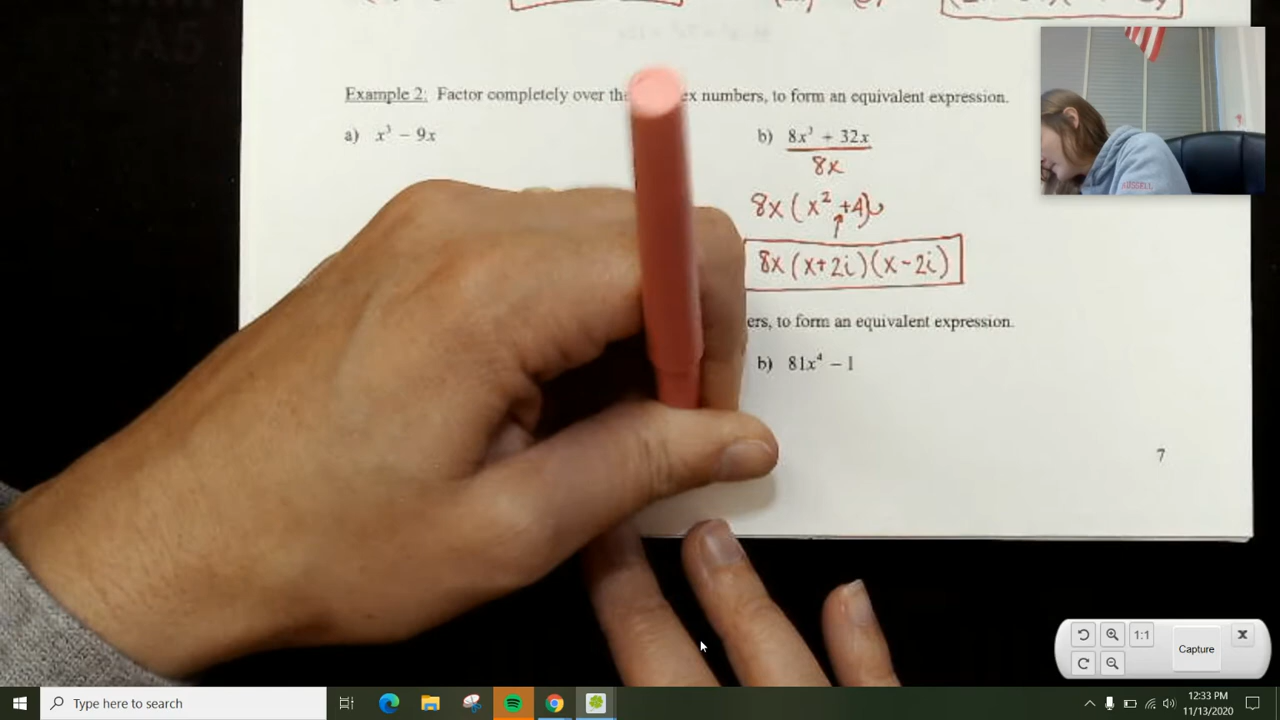 Example 2: Factor completely over the ex numbers, to form an equivalent expression.
a) x³ − 9x
b) 8x³ + 32x
8x
8x(x² +4)
8x(x+2i)(x−2i)
ers, to form an equivalent expression.
b) 81x⁴ − 1
7
RUSSELL
1:1
Capture
Type here to search
12:33 PM
11/13/2020